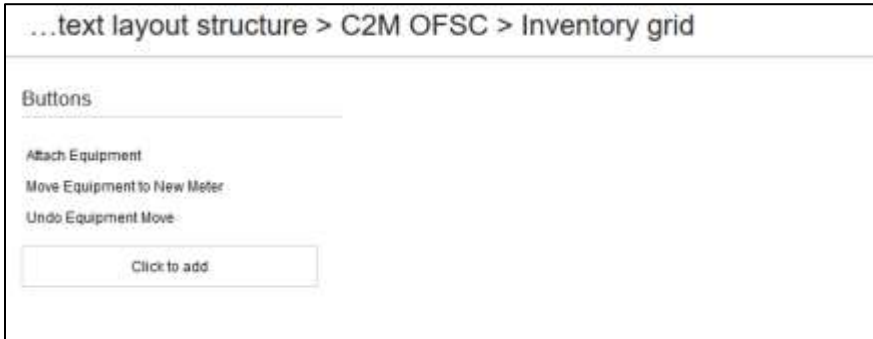 …text layout structure > C2M OFSC > Inventory grid
Buttons
Attach Equipment
Move Equipment to New Meter
Undo Equipment Move
Click to add